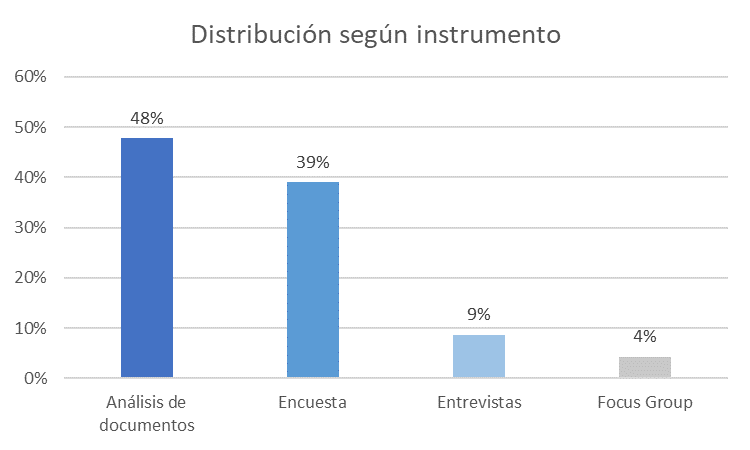 Distribución según instrumento
60%
50%
40%
30%
20%
10%
0%
48%
39%
9%
4%
Análisis de
documentos
Encuesta
Entrevistas
Focus Group